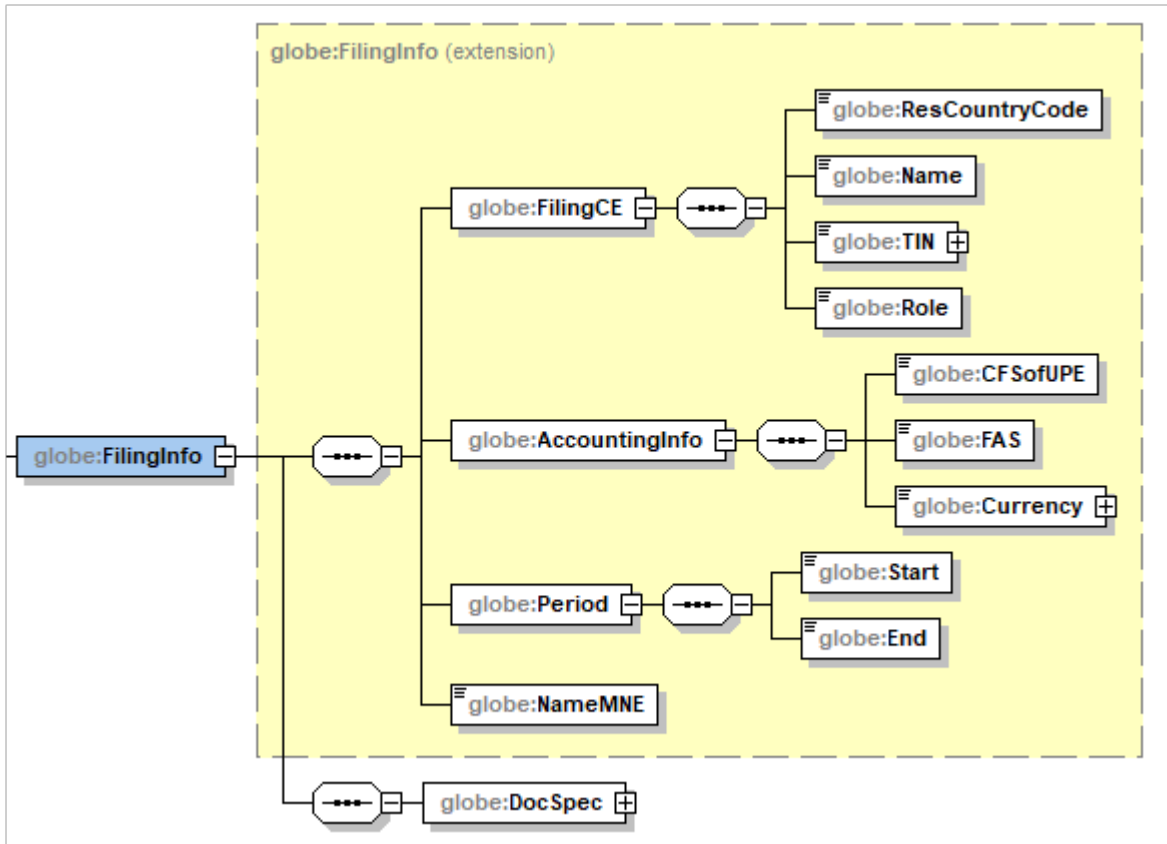 globe:FilingInfo (extension)
globe:ResCountryCode
globe:Name
globe:FilingCE
globe:TIN
globe:Role
globe:CFSofUPE
globe:AccountingInfo
globe:FAS
globe:FilingInfo
globe:Currency
globe:Start
globe:Period
globe:End
globe:NameMNE
globe:DocSpec